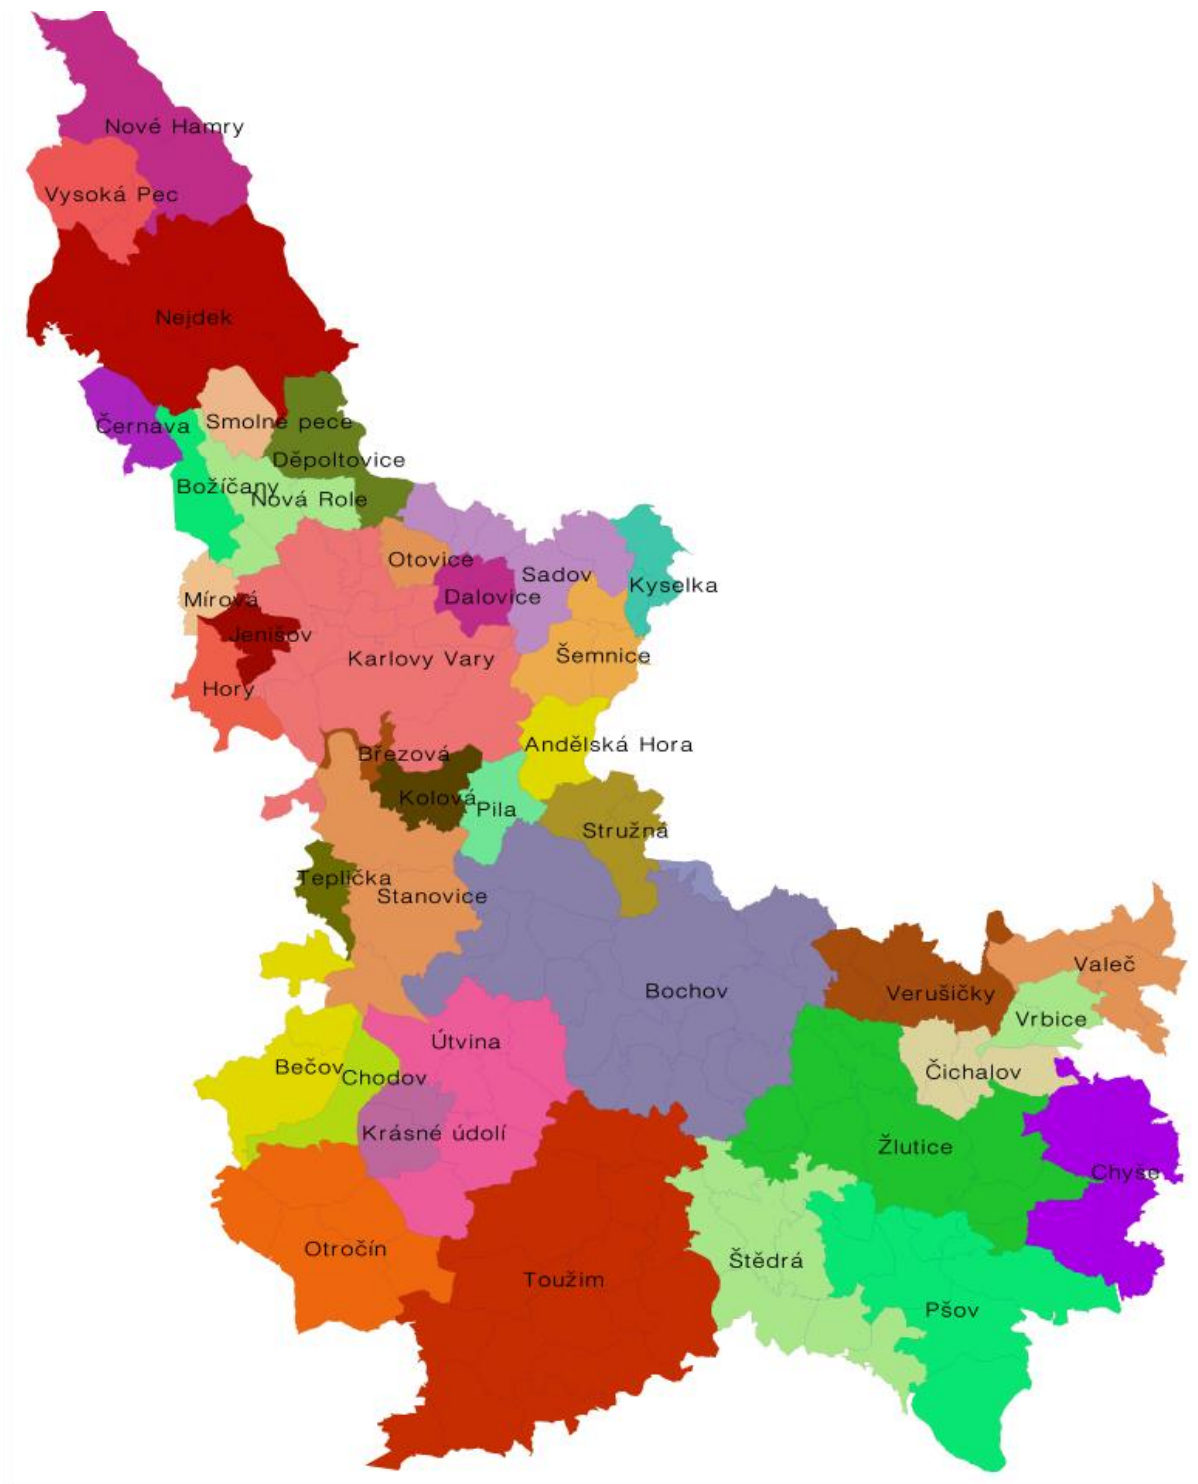 Nové Hamry
Vysoká Pec
Nejdek
Smolné pece
Černava
Děpoltovice
Božíčany
Nová Role
Otovice
Sadov
Kyselka
Dalovice
Mírová
Jenišov
Šemnice
Karlovy Vary
Hory
Andělská Hora
Březová
Kolová
Pila
Stružná
Teplička
Stanovice
Valeč
Bochov
Verušičky
Vrbice
Útvina
Bečov
Čichalov
Chodov
Krásné údolí
Žlutice
Chyše
Otročín
Štědrá
Toužim
Pšov